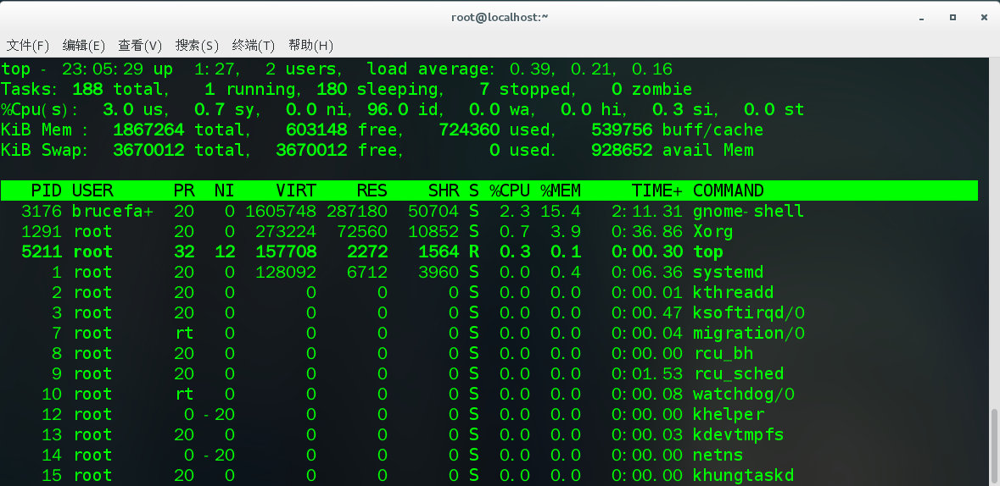 root@localhost:~
文件(F) 编辑(E) 查看(V) 搜索(S) 终端(T) 帮助(H)
top - 23:05:29 up 1:27, 2 users, load average: 0.39, 0.21, 0.16
Tasks: 188 total, 1 running, 180 sleeping, 7 stopped, 0 zombie
%Cpu(s): 3.0 us, 0.7 sy, 0.0 ni, 96.0 id, 0.0 wa, 0.0 hi, 0.3 si, 0.0 st
KiB Mem : 1867264 total, 603148 free, 724360 used, 539756 buff/cache
KiB Swap: 3670012 total, 3670012 free, 0 used. 928652 avail Mem
PID USER PR NI VIRT RES SHR S %CPU %MEM TIME+ COMMAND
3176 brucefa+ 20 0 1605748 287180 50704 S 2.3 15.4 2:11.31 gnome-shell
1291 root 20 0 273224 72560 10852 S 0.7 3.9 0:36.86 Xorg
5211 root 32 12 157708 2272 1564 R 0.3 0.1 0:00.30 top
1 root 20 0 128092 6712 3960 S 0.0 0.4 0:06.36 systemd
2 root 20 0 0 0 0 S 0.0 0.0 0:00.01 kthreadd
3 root 20 0 0 0 0 S 0.0 0.0 0:00.47 ksoftirqd/0
7 root rt 0 0 0 0 S 0.0 0.0 0:00.04 migration/0
8 root 20 0 0 0 0 S 0.0 0.0 0:00.00 rcu_bh
9 root 20 0 0 0 0 S 0.0 0.0 0:01.53 rcu_sched
10 root rt 0 0 0 0 S 0.0 0.0 0:00.08 watchdog/0
12 root 0 -20 0 0 0 S 0.0 0.0 0:00.00 khelper
13 root 20 0 0 0 0 S 0.0 0.0 0:00.03 kdevtmpfs
14 root 0 -20 0 0 0 S 0.0 0.0 0:00.00 netns
15 root 20 0 0 0 0 S 0.0 0.0 0:00.00 khungtaskd